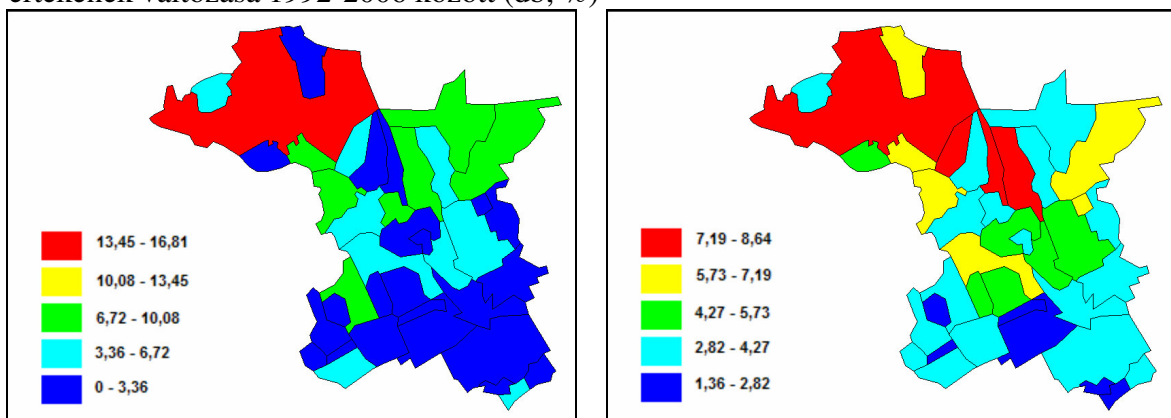 értékének változása 1992-2006 között (db, %)
13,45 - 16,81
10,08 - 13,45
6,72 - 10,08
3,36 - 6,72
0 - 3,36
7,19 - 8,64
5,73 - 7,19
4,27 - 5,73
2,82 - 4,27
1,36 - 2,82